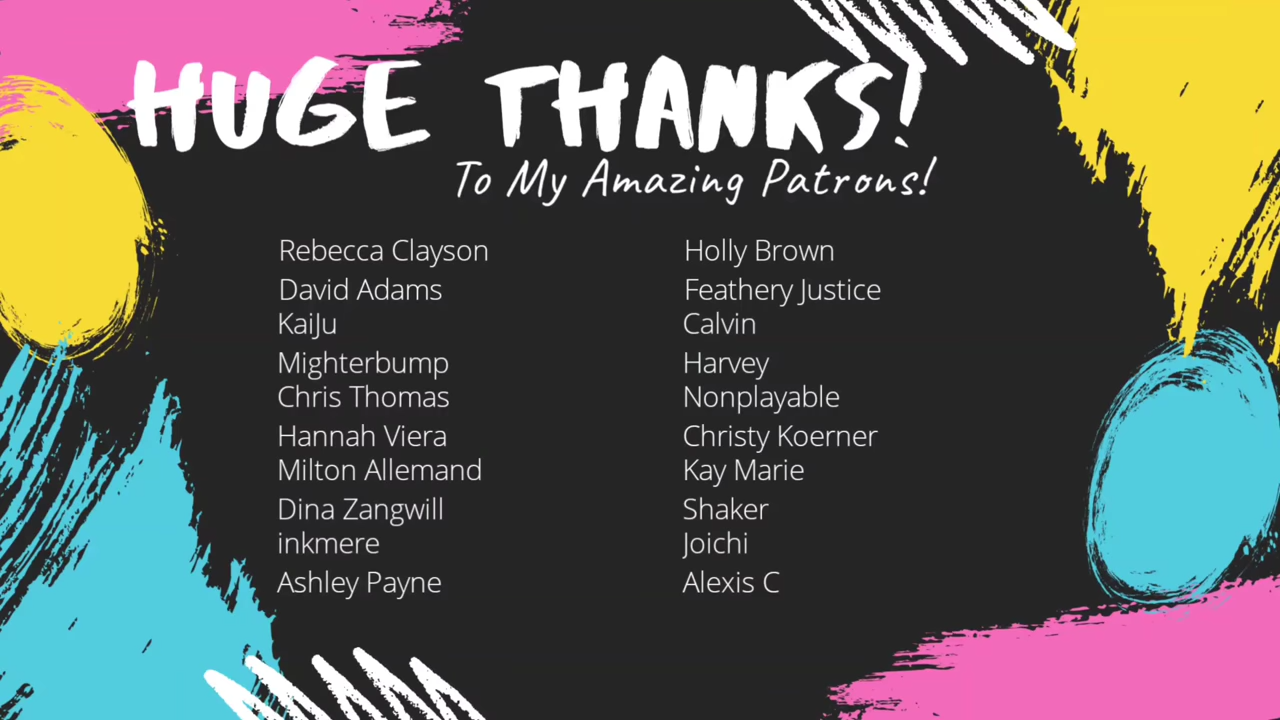 HUGE THANKS!
To My Amazing Patrons!
Rebecca Clayson
David Adams
KaiJu
Mighterbump
Chris Thomas
Hannah Viera
Milton Allemand
Dina Zangwill
inkmere
Ashley Payne
Holly Brown
Feathery Justice
Calvin
Harvey
Nonplayable
Christy Koerner
Kay Marie
Shaker
Joichi
Alexis C